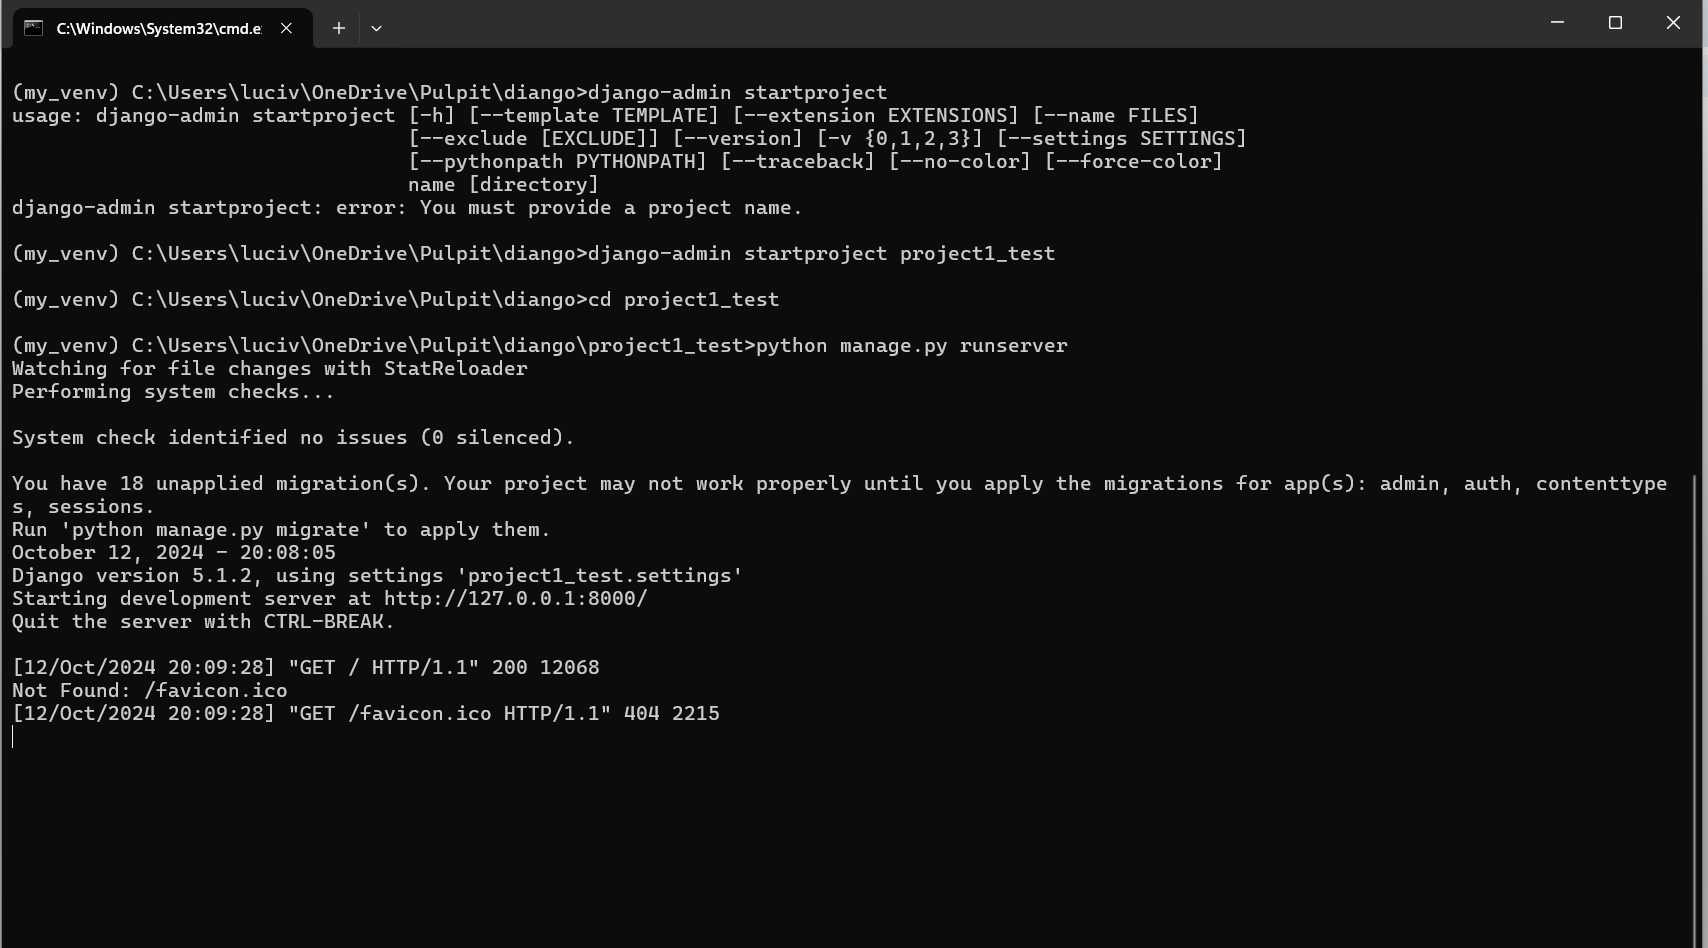 C:\Windows\System32\cmd.e
(my_venv) C:\Users\luciv\OneDrive\Pulpit\diango>django-admin startproject
usage: django-admin startproject [-h] [--template TEMPLATE] [--extension EXTENSIONS] [--name FILES]
[--exclude [EXCLUDE]] [--version] [-v {0,1,2,3}] [--settings SETTINGS]
[--pythonpath PYTHONPATH] [--traceback] [--no-color] [--force-color]
name [directory]
django-admin startproject: error: You must provide a project name.
(my_venv) C:\Users\luciv\OneDrive\Pulpit\diango>django-admin startproject project1_test
(my_venv) C:\Users\luciv\OneDrive\Pulpit\diango>cd project1_test
(my_venv) C:\Users\luciv\OneDrive\Pulpit\diango\project1_test>python manage.py runserver
Watching for file changes with StatReloader
Performing system checks...
System check identified no issues (0 silenced).
You have 18 unapplied migration(s). Your project may not work properly until you apply the migrations for app(s): admin, auth, contenttype
s, sessions.
Run 'python manage.py migrate' to apply them.
October 12, 2024 - 20:08:05
Django version 5.1.2, using settings 'project1_test.settings'
Starting development server at http://127.0.0.1:8000/
Quit the server with CTRL-BREAK.
[12/Oct/2024 20:09:28] "GET / HTTP/1.1" 200 12068
Not Found: /favicon.ico
[12/Oct/2024 20:09:28] "GET /favicon.ico HTTP/1.1" 404 2215